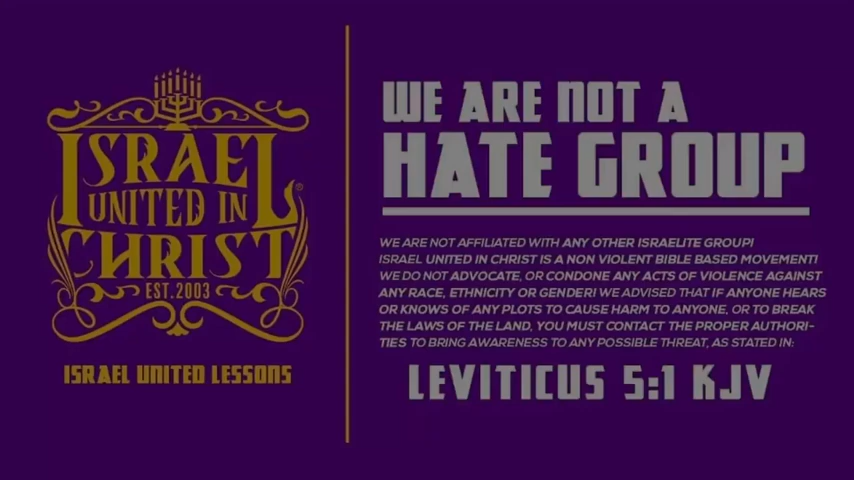 ISRAEL
UNITED IN
CHRIST
EST. 2003
ISRAEL UNITED LESSONS
WE ARE NOT A
HATE GROUP
WE ARE NOT AFFILIATED WITH ANY OTHER ISRAELITE GROUP!
ISRAEL UNITED IN CHRIST IS A NON VIOLENT BIBLE BASED MOVEMENT!
WE DO NOT ADVOCATE, OR CONDONE ANY ACTS OF VIOLENCE AGAINST
ANY RACE, ETHNICITY OR GENDER! WE ADVISED THAT IF ANYONE HEARS
OR KNOWS OF ANY PLOTS TO CAUSE HARM TO ANYONE, OR TO BREAK
THE LAWS OF THE LAND, YOU MUST CONTACT THE PROPER AUTHORI-
TIES TO BRING AWARENESS TO ANY POSSIBLE THREAT, AS STATED IN:
LEVITICUS 5:1 KJV